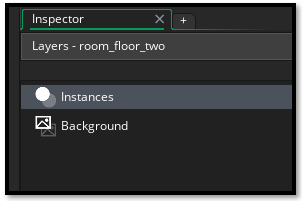 Inspector
+
Layers - room_floor_two
Instances
Background